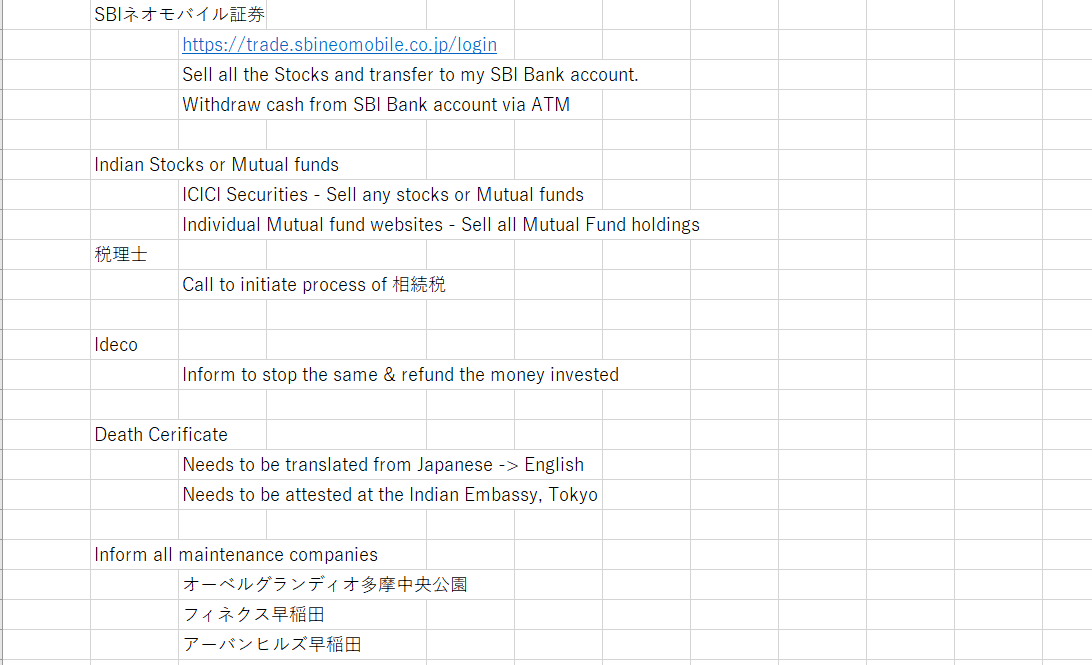 SBIネオモバイル証券
https://trade.sbineomobile.co.jp/login
Sell all the Stocks and transfer to my SBI Bank account.
Withdraw cash from SBI Bank account via ATM
Indian Stocks or Mutual funds
ICICI Securities - Sell any stocks or Mutual funds
Individual Mutual fund websites - Sell all Mutual Fund holdings
税理士
Call to initiate process of 相続税
Ideco
Inform to stop the same & refund the money invested
Death Cerificate
Needs to be translated from Japanese -> English
Needs to be attested at the Indian Embassy, Tokyo
Inform all maintenance companies
オーベルグランディオ多摩中央公園
フィネクス早稲田
アーバンヒルズ早稲田